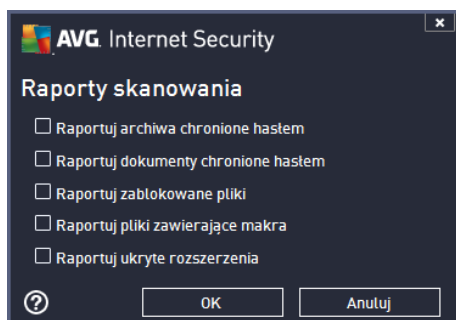 AVG. Internet Security
Raporty skanowania
Raportuj archiwa chronione hasłem
Raportuj dokumenty chronione hasłem
Raportuj zablokowane pliki
Raportuj pliki zawierające makra
Raportuj ukryte rozszerzenia
? OK Anuluj